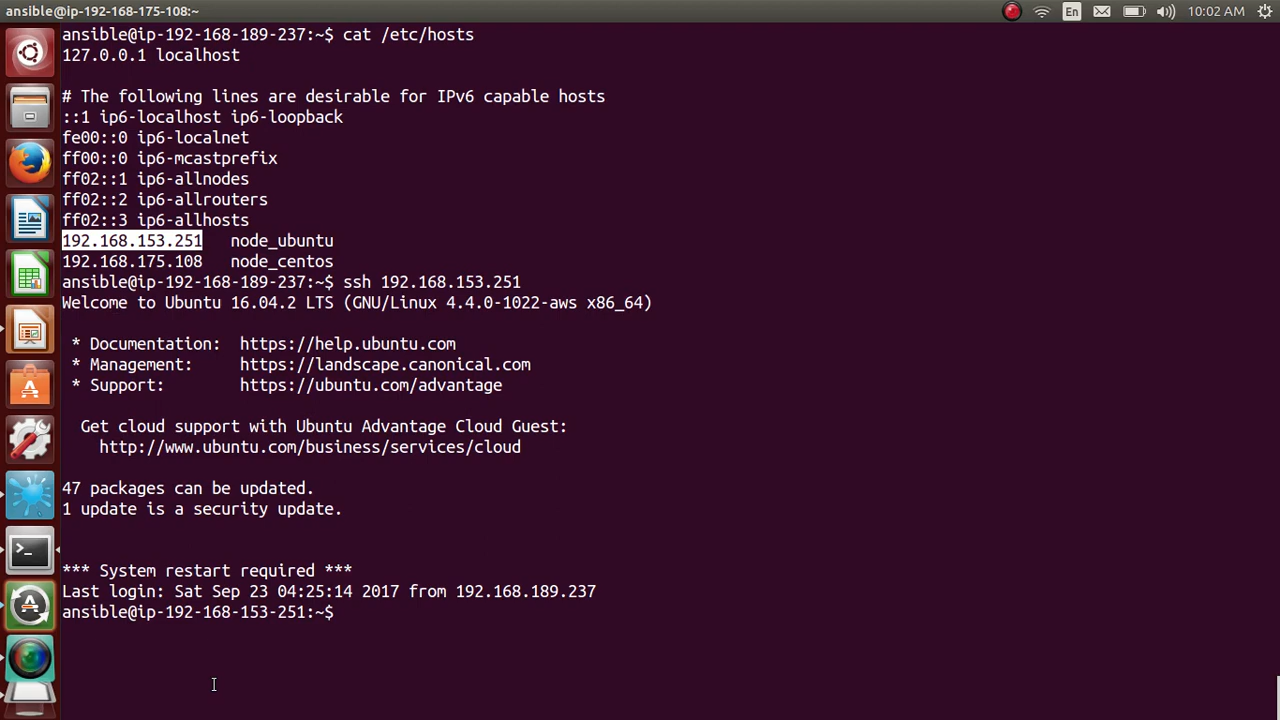 ansible@ip-192-168-175-108:~
En
10:02 AM
ansible@ip-192-168-189-237:~$ cat /etc/hosts
127.0.0.1 localhost
# The following lines are desirable for IPv6 capable hosts
::1 ip6-localhost ip6-loopback
fe00::0 ip6-localnet
ff00::0 ip6-mcastprefix
ff02::1 ip6-allnodes
ff02::2 ip6-allrouters
ff02::3 ip6-allhosts
192.168.153.251   node_ubuntu
192.168.175.108   node_centos
ansible@ip-192-168-189-237:~$ ssh 192.168.153.251
Welcome to Ubuntu 16.04.2 LTS (GNU/Linux 4.4.0-1022-aws x86_64)
* Documentation:  https://help.ubuntu.com
* Management:     https://landscape.canonical.com
* Support:        https://ubuntu.com/advantage
Get cloud support with Ubuntu Advantage Cloud Guest:
http://www.ubuntu.com/business/services/cloud
47 packages can be updated.
1 update is a security update.
*** System restart required ***
Last login: Sat Sep 23 04:25:14 2017 from 192.168.189.237
ansible@ip-192-168-153-251:~$